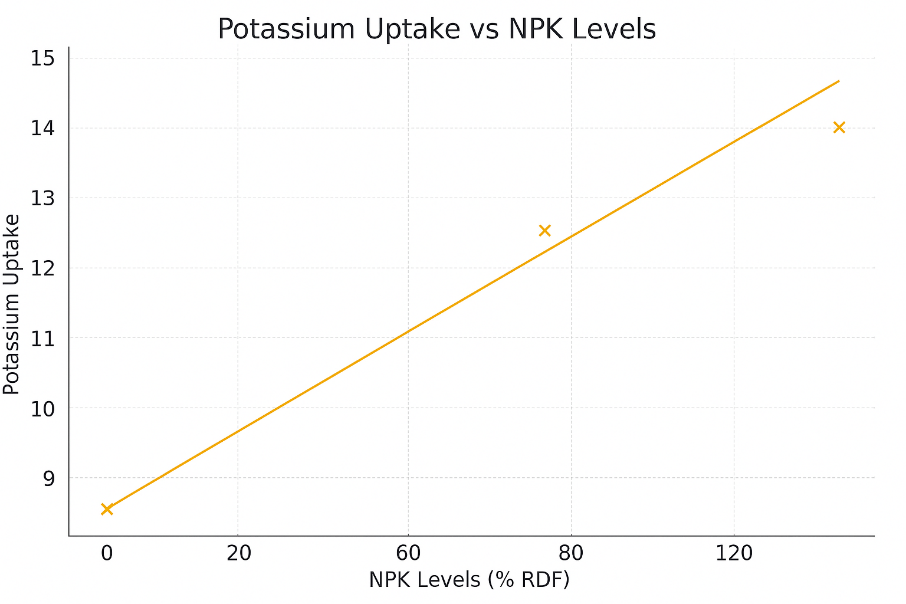 Potassium Uptake vs NPK Levels
Potassium Uptake
15
14
13
12
11
10
9
0 20 60 80 120
NPK Levels (% RDF)